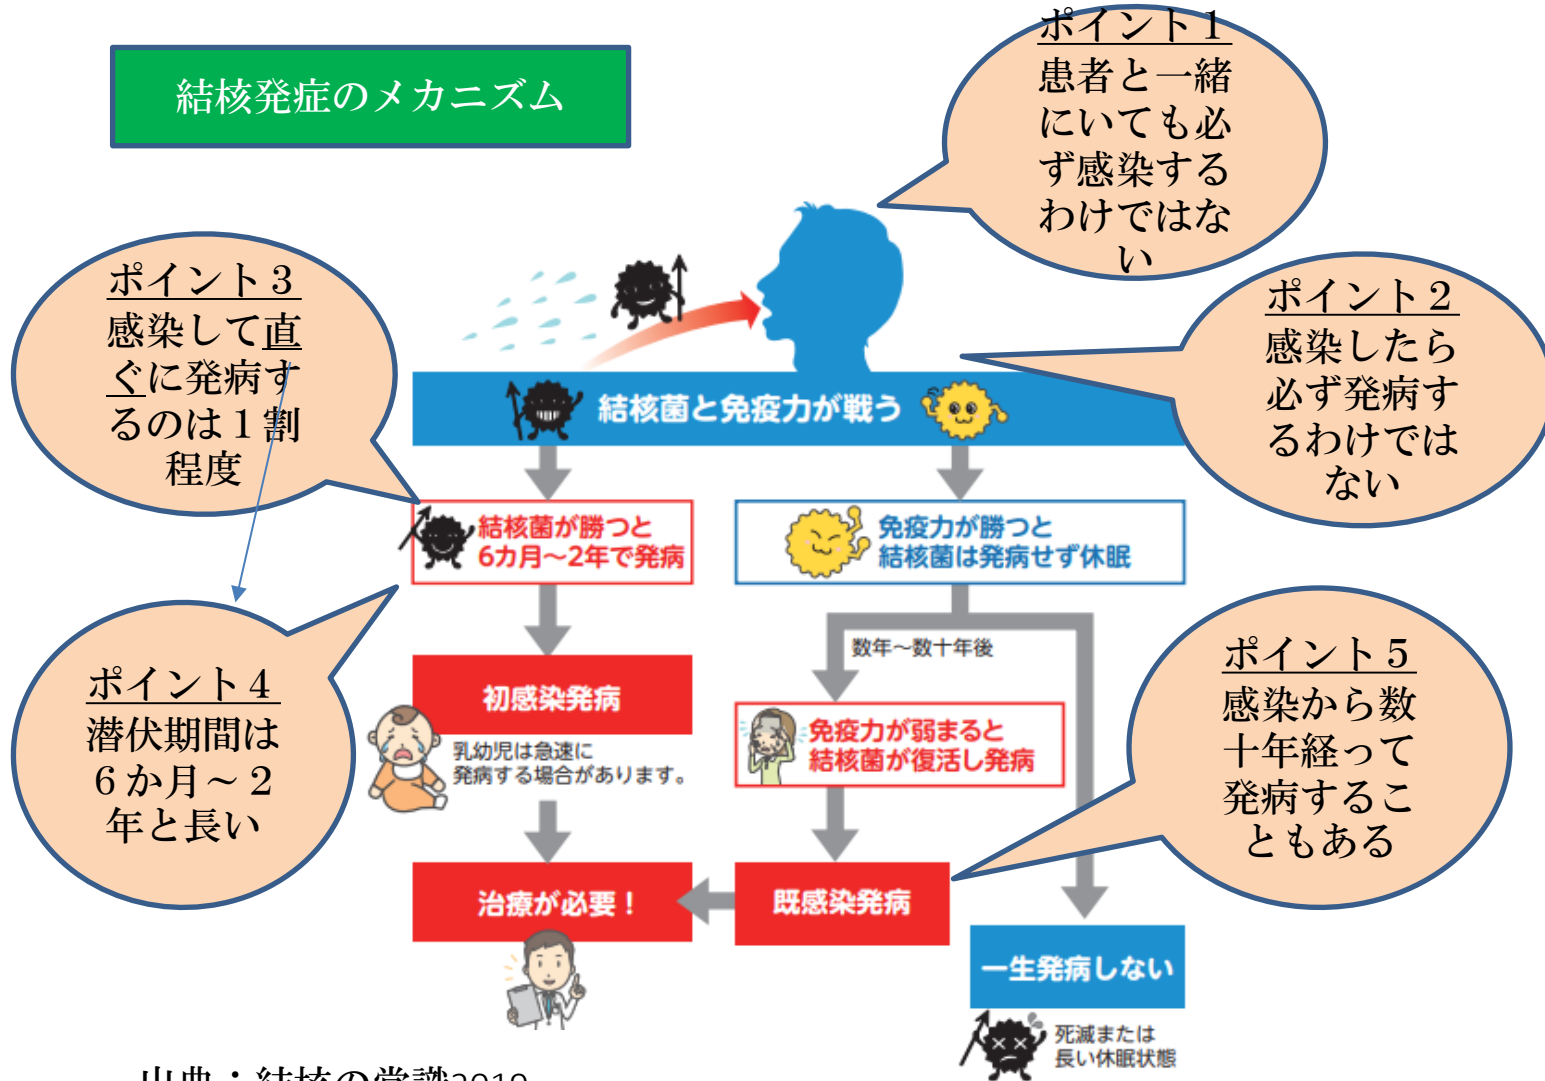 結核発症のメカニズム
ポイント１
患者と一緒
にいても必
ず感染する
わけではな
い
ポイント２
感染したら
必ず発病す
るわけでは
ない
ポイント３
感染して直
ぐに発病す
るのは１割
程度
結核菌と免疫力が戦う
結核菌が勝つと
6カ月～2年で発病
免疫力が勝つと
結核菌は発病せず休眠
ポイント４
潜伏期間は
６か月～２
年と長い
初感染発病
乳幼児は急速に
発病する場合があります。
数年～数十年後
免疫力が弱まると
結核菌が復活し発病
ポイント５
感染から数
十年経って
発病するこ
ともある
治療が必要！
既感染発病
一生発病しない
死滅または
長い休眠状態
出典：結核の常識2019